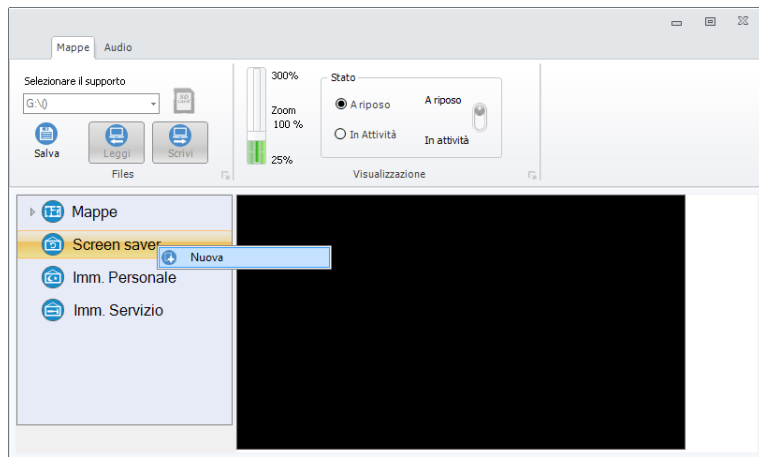 Mappe Audio
Selezionare il supporto
G:\()
SD
Salva
Leggi
Scrivi
Files
300%
Zoom
100 %
25%
Stato
A riposo
In Attività
A riposo
In attività
Visualizzazione
Mappe
Screen saver
Nuova
Imm. Personale
Imm. Servizio